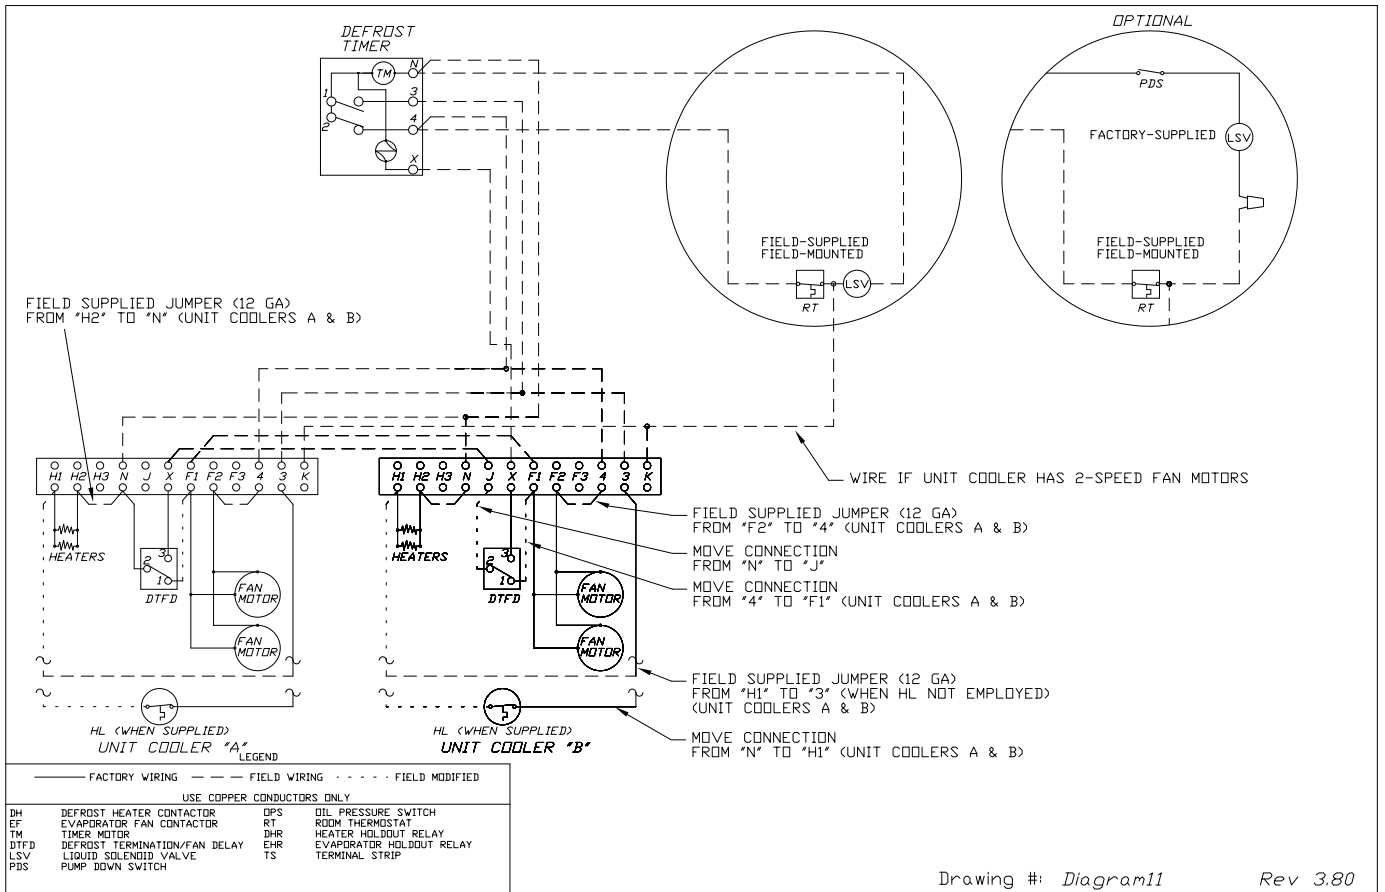 DEFROST
TIMER
OPTIONAL
TM
N
1
3
2
4
X
PDS
FACTORY-SUPPLIED
LSV
FIELD-SUPPLIED
FIELD-MOUNTED
LSV
RT
FIELD-SUPPLIED
FIELD-MOUNTED
RT
FIELD SUPPLIED JUMPER (12 GA)
FROM "H2" TO "N" (UNIT COOLERS A & B)
H1 H2 H3 N J X F1 F2 F3 4 3 K
H1 H2 H3 N J X F1 F2 F3 4 3 K
WIRE IF UNIT COOLER HAS 2-SPEED FAN MOTORS
FIELD SUPPLIED JUMPER (12 GA)
FROM "F2" TO "4" (UNIT COOLERS A & B)
MOVE CONNECTION
FROM "N" TO "J"
MOVE CONNECTION
FROM "4" TO "F1" (UNIT COOLERS A & B)
HEATERS
2
3
1
DTFD
FAN
MOTOR
FAN
MOTOR
HEATERS
2
3
1
DTFD
FAN
MOTOR
FAN
MOTOR
FIELD SUPPLIED JUMPER (12 GA)
FROM "H1" TO "3" (WHEN HL NOT EMPLOYED)
(UNIT COOLERS A & B)
MOVE CONNECTION
FROM "N" TO "H1" (UNIT COOLERS A & B)
HL (WHEN SUPPLIED)
UNIT COOLER "A"
HL (WHEN SUPPLIED)
UNIT COOLER "B"
LEGEND
FACTORY WIRING FIELD WIRING FIELD MODIFIED
USE COPPER CONDUCTORS ONLY
DH DEFROST HEATER CONTACTOR OPS OIL PRESSURE SWITCH
EF EVAPORATOR FAN CONTACTOR RT ROOM THERMOSTAT
TM TIMER MOTOR DHR HEATER HOLDOUT RELAY
DTFD DEFROST TERMINATION/FAN DELAY EHR EVAPORATOR HOLDOUT RELAY
LSV LIQUID SOLENOID VALVE TS TERMINAL STRIP
PDS PUMP DOWN SWITCH
Drawing #: Diagram11 Rev 3.80